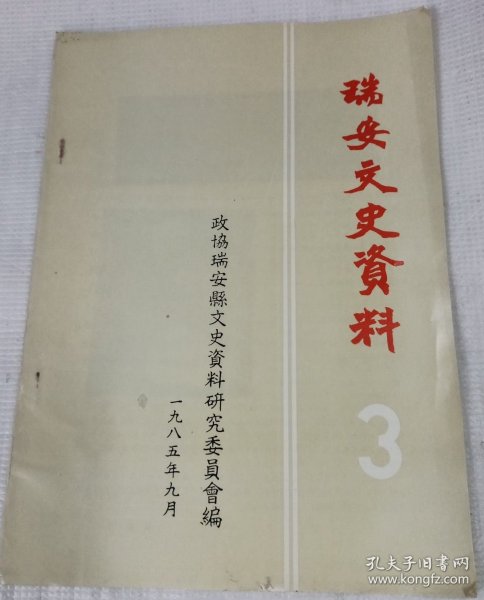 瑞安文史資料
3
政協瑞安縣文史資料研究委員會編
一九八五年九月
孔夫子旧书网
www.kongfz.com